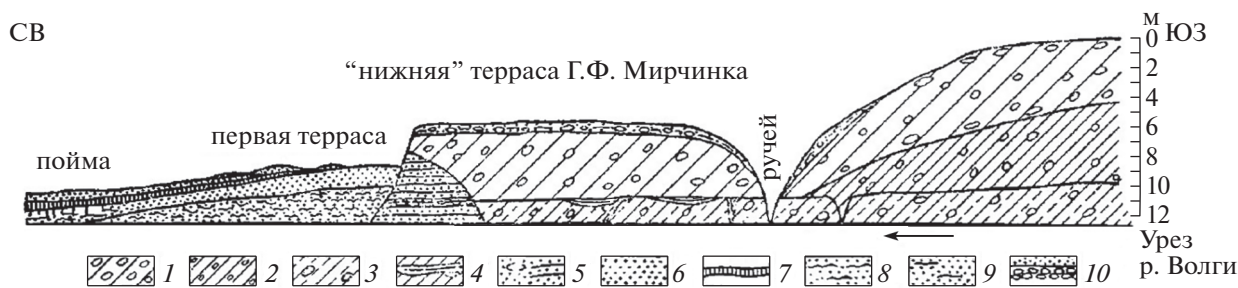 СВ
м
0 ЮЗ
2
4
6
8
10
12
“нижняя” терраса Г.Ф. Мирчинка
первая терраса
пойма
ручей
Урез
р. Волги
1 2 3 4 5 6 7 8 9 10